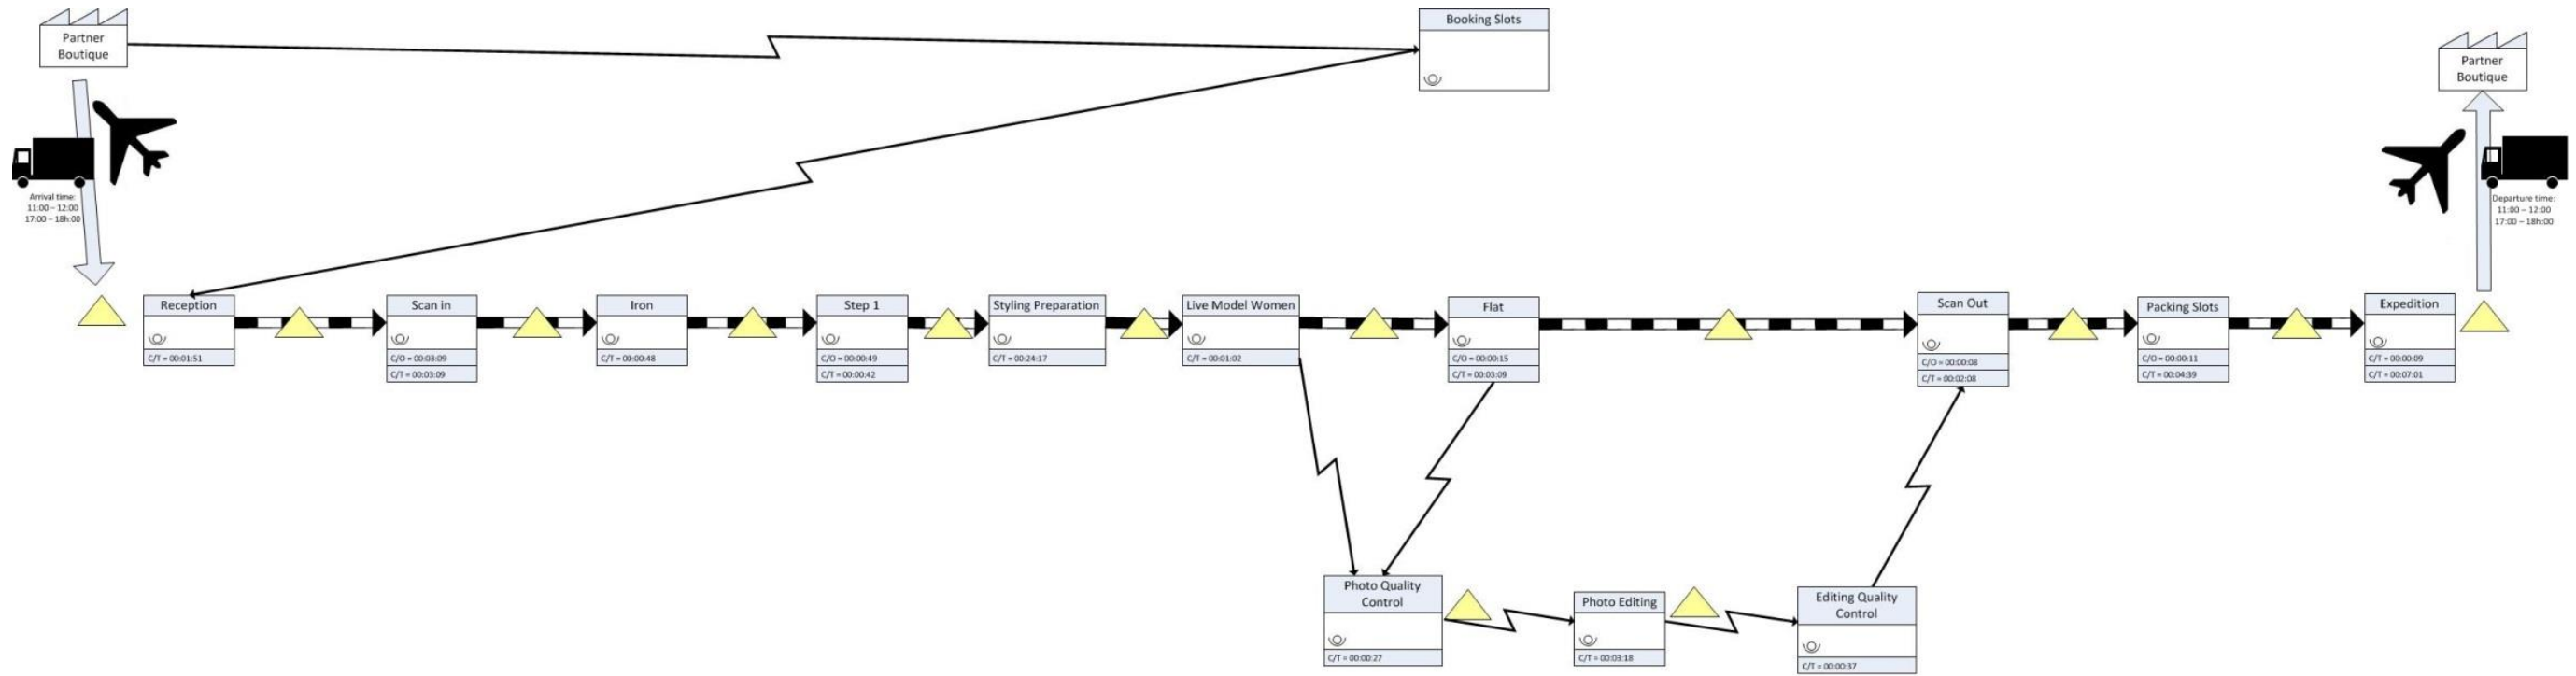 Partner
Boutique
Booking Slots
Partner
Boutique
Arrival time:
11:00 – 12:00
17:00 – 18h:00
Departure time:
11:00 – 12:00
17:00 – 18h:00
Reception
C/T = 00:01:51
Scan in
C/O = 00:03:09
C/T = 00:03:09
Iron
C/T = 00:00:48
Step 1
C/O = 00:00:49
C/T = 00:00:42
Styling Preparation
C/T = 00:24:17
Live Model Women
C/T = 00:01:02
Flat
C/O = 00:00:15
C/T = 00:03:09
Scan Out
C/O = 00:00:08
C/T = 00:02:08
Packing Slots
C/O = 00:00:11
C/T = 00:04:39
Expedition
C/T = 00:00:09
C/T = 00:07:01
Photo Quality
Control
C/T = 00:00:27
Photo Editing
C/T = 00:03:18
Editing Quality
Control
C/T = 00:00:37